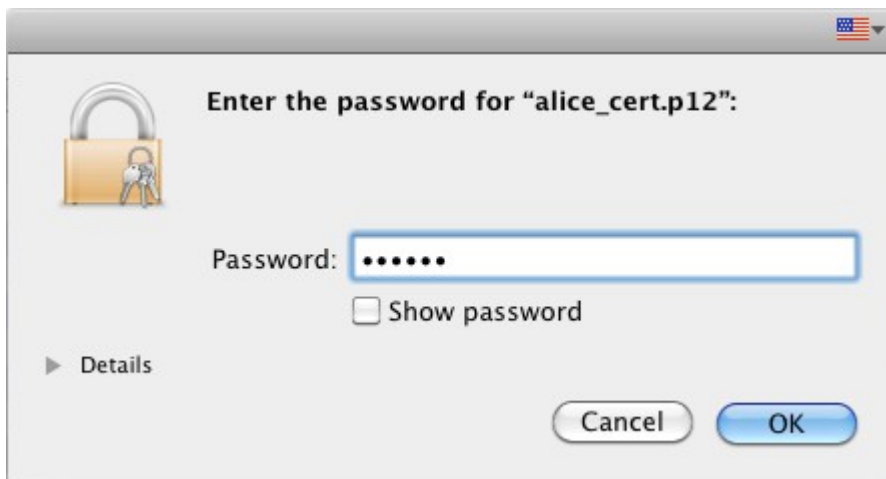 Enter the password for “alice_cert.p12”:
Password: ••••••
Show password
Details
Cancel OK